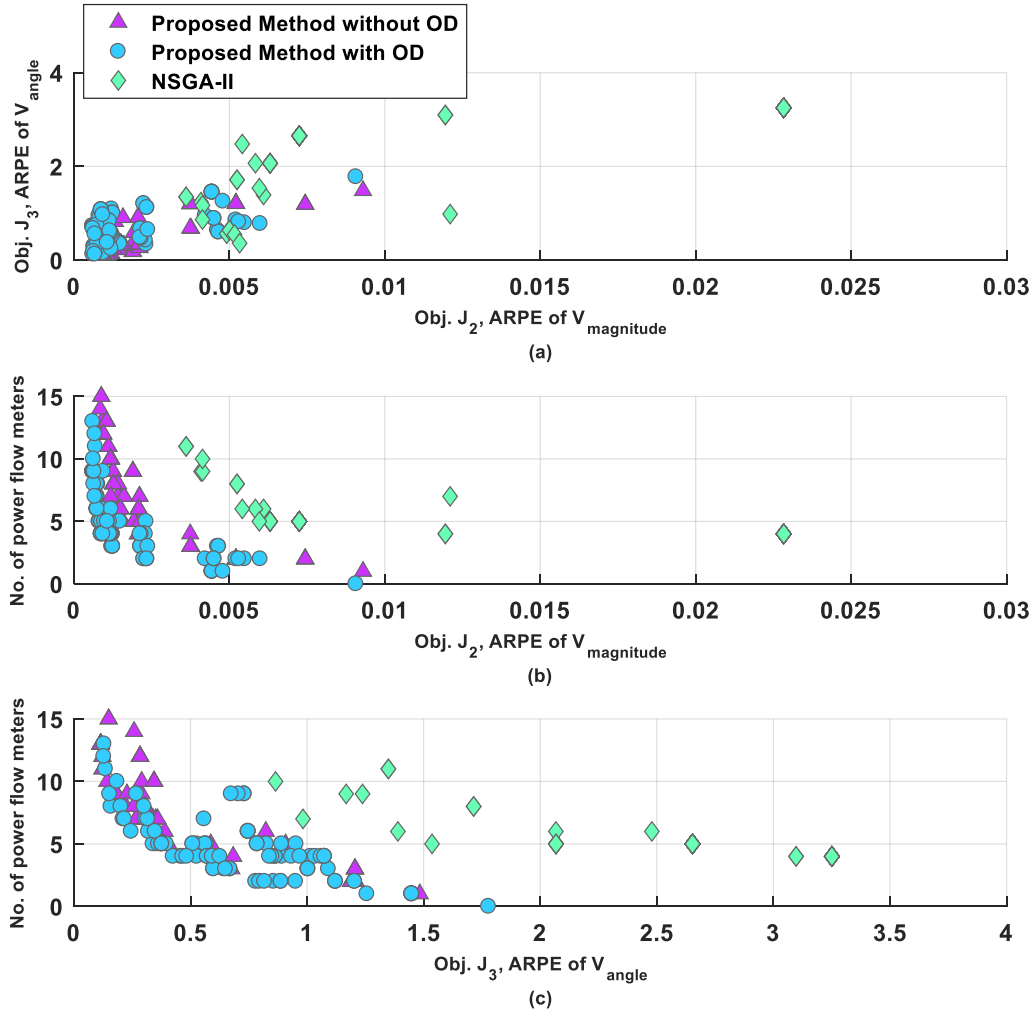 Proposed Method without OD
Proposed Method with OD
NSGA-II
Obj. J3, ARPE of Vangle
4
2
0
0 0.005 0.01 0.015 0.02 0.025 0.03
Obj. J2, ARPE of Vmagnitude
(a)
No. of power flow meters
15
10
5
0
0 0.005 0.01 0.015 0.02 0.025 0.03
Obj. J2, ARPE of Vmagnitude
(b)
No. of power flow meters
15
10
5
0
0 0.5 1 1.5 2 2.5 3 3.5 4
Obj. J3, ARPE of Vangle
(c)